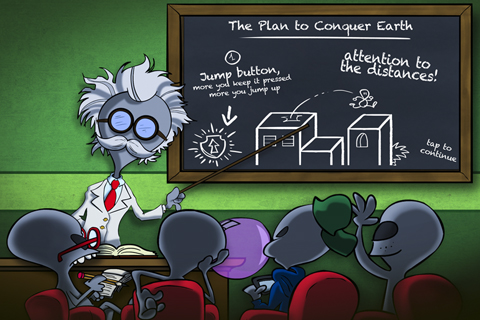 The Plan to Conquer Earth
1
Jump button,
more you keep it pressed
more you jump up
attention to
the distances!
tap to
continue